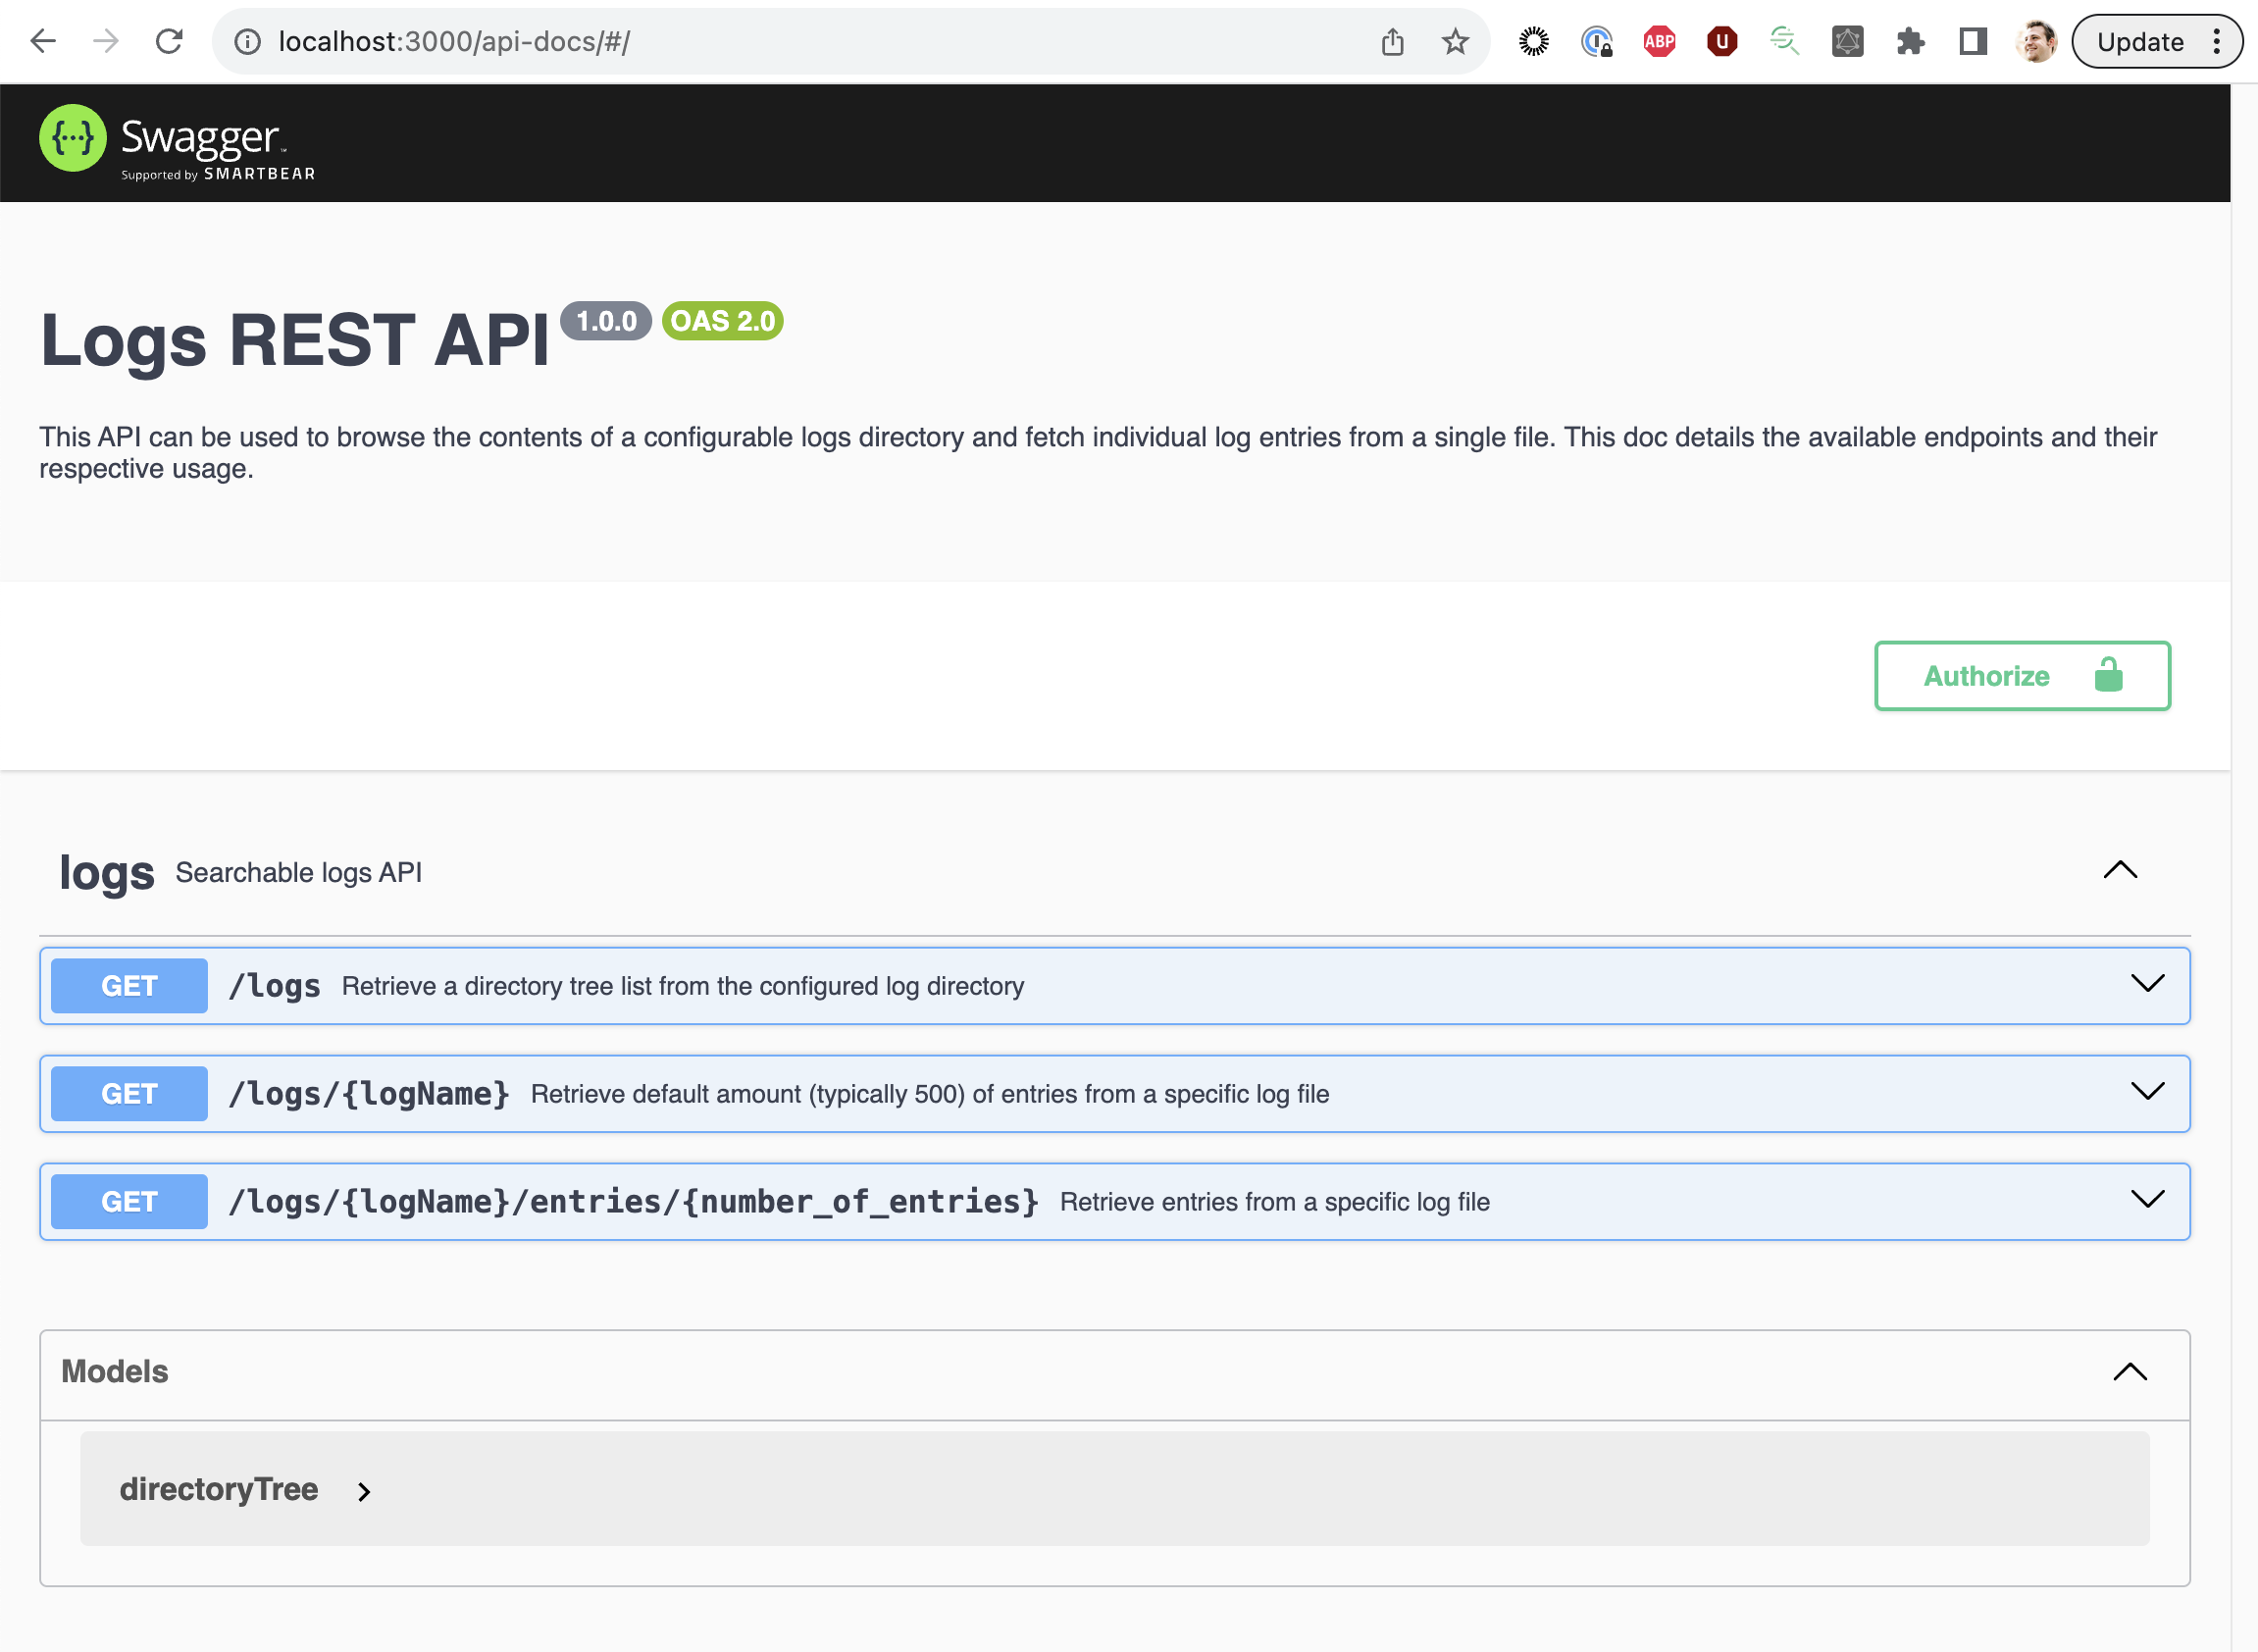 localhost:3000/api-docs/#/
ABP
U
Update
{···} Swagger™
Supported by SMARTBEAR
Logs REST API 1.0.0 OAS 2.0
This API can be used to browse the contents of a configurable logs directory and fetch individual log entries from a single file. This doc details the available endpoints and their
respective usage.
Authorize
logs Searchable logs API
GET /logs Retrieve a directory tree list from the configured log directory
GET /logs/{logName} Retrieve default amount (typically 500) of entries from a specific log file
GET /logs/{logName}/entries/{number_of_entries} Retrieve entries from a specific log file
Models
directoryTree